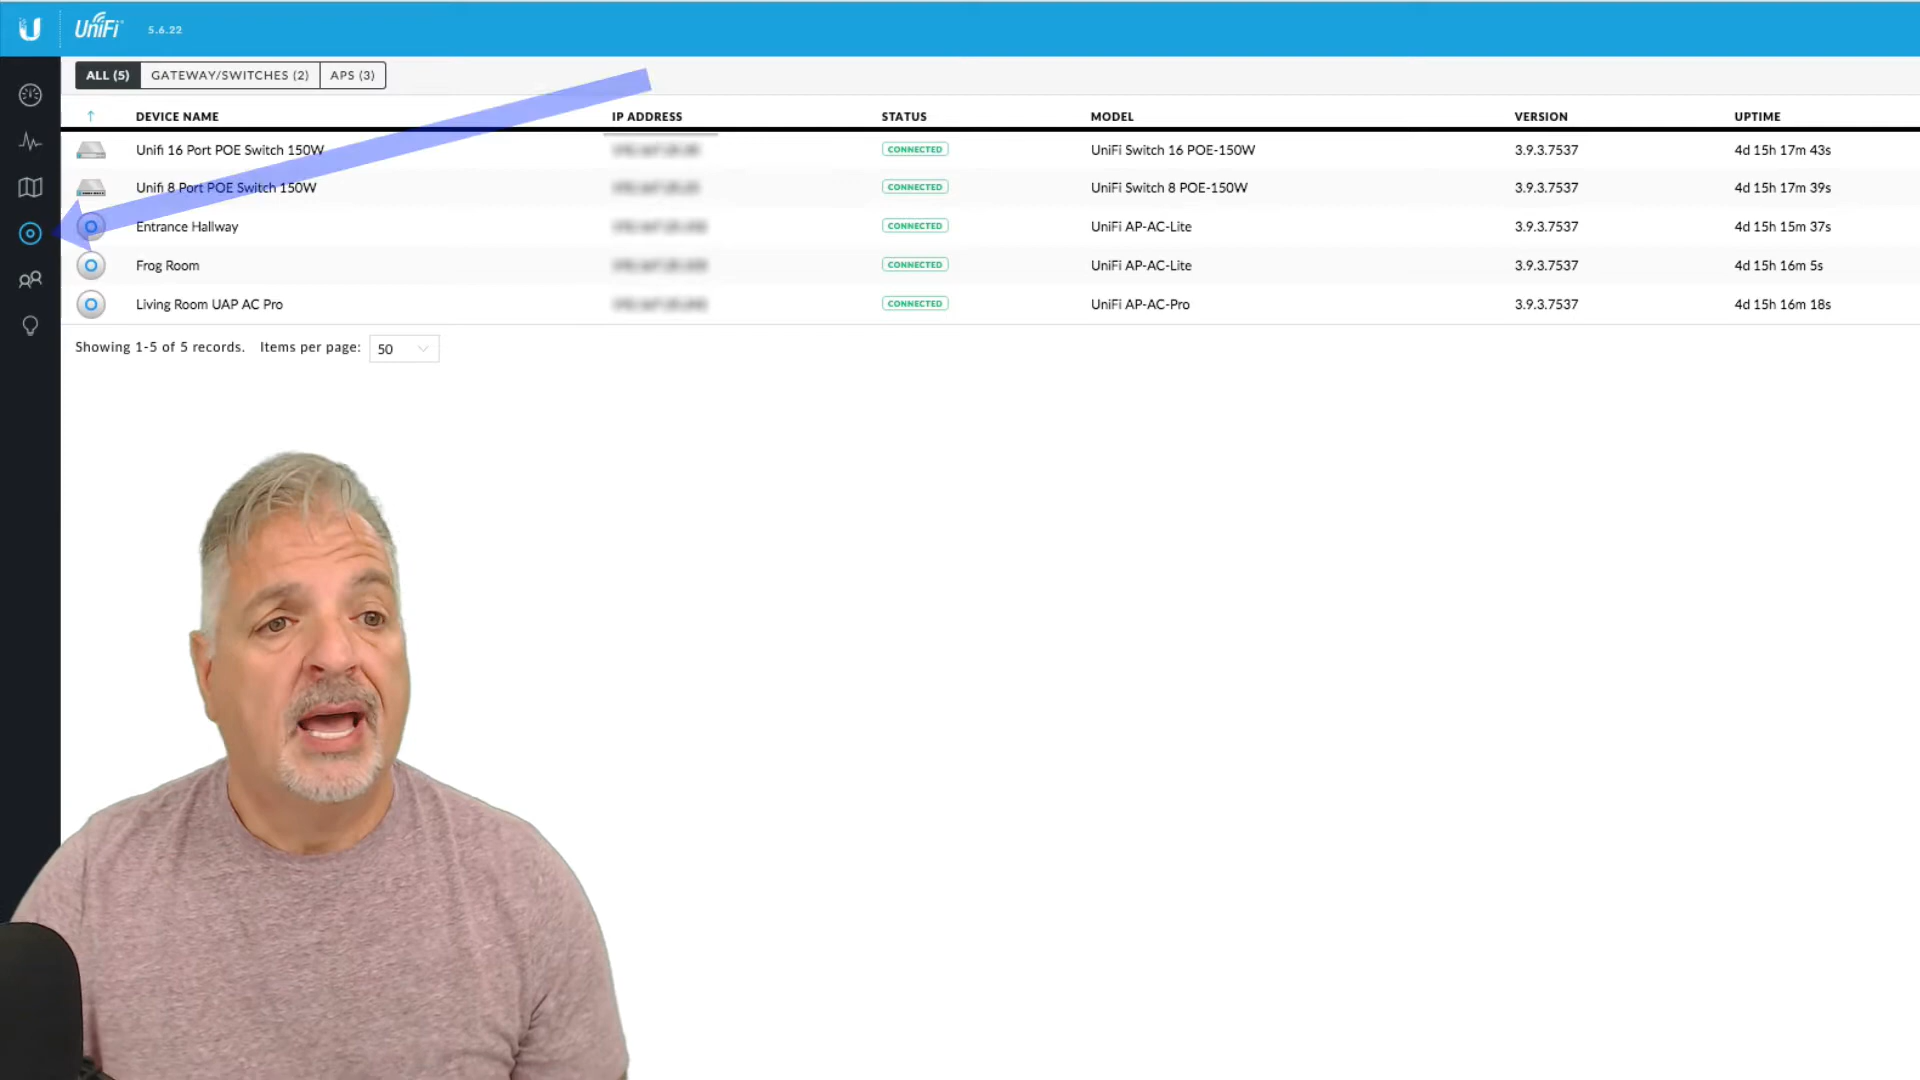 UniFi 5.6.22
ALL (5) GATEWAY/SWITCHES (2) APS (3)
↑ DEVICE NAME IP ADDRESS STATUS MODEL VERSION UPTIME
Unifi 16 Port POE Switch 150W CONNECTED UniFi Switch 16 POE-150W 3.9.3.7537 4d 15h 17m 43s
Unifi 8 Port POE Switch 150W CONNECTED UniFi Switch 8 POE-150W 3.9.3.7537 4d 15h 17m 39s
Entrance Hallway CONNECTED UniFi AP-AC-Lite 3.9.3.7537 4d 15h 15m 37s
Frog Room CONNECTED UniFi AP-AC-Lite 3.9.3.7537 4d 15h 16m 5s
Living Room UAP AC Pro CONNECTED UniFi AP-AC-Pro 3.9.3.7537 4d 15h 16m 18s
Showing 1-5 of 5 records. Items per page: 50